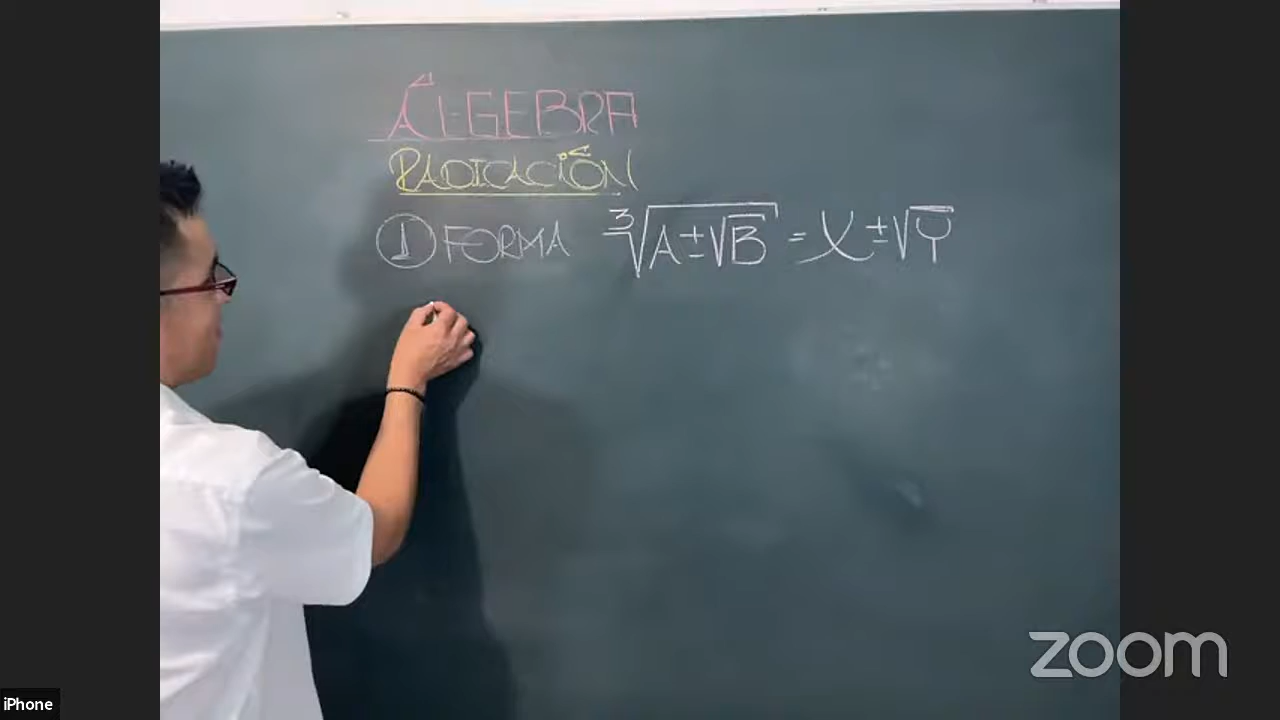 ÁLGEBRA
RADICACIÓN
① FORMA ³√(A±√B) = X ± √Y
zoom
iPhone